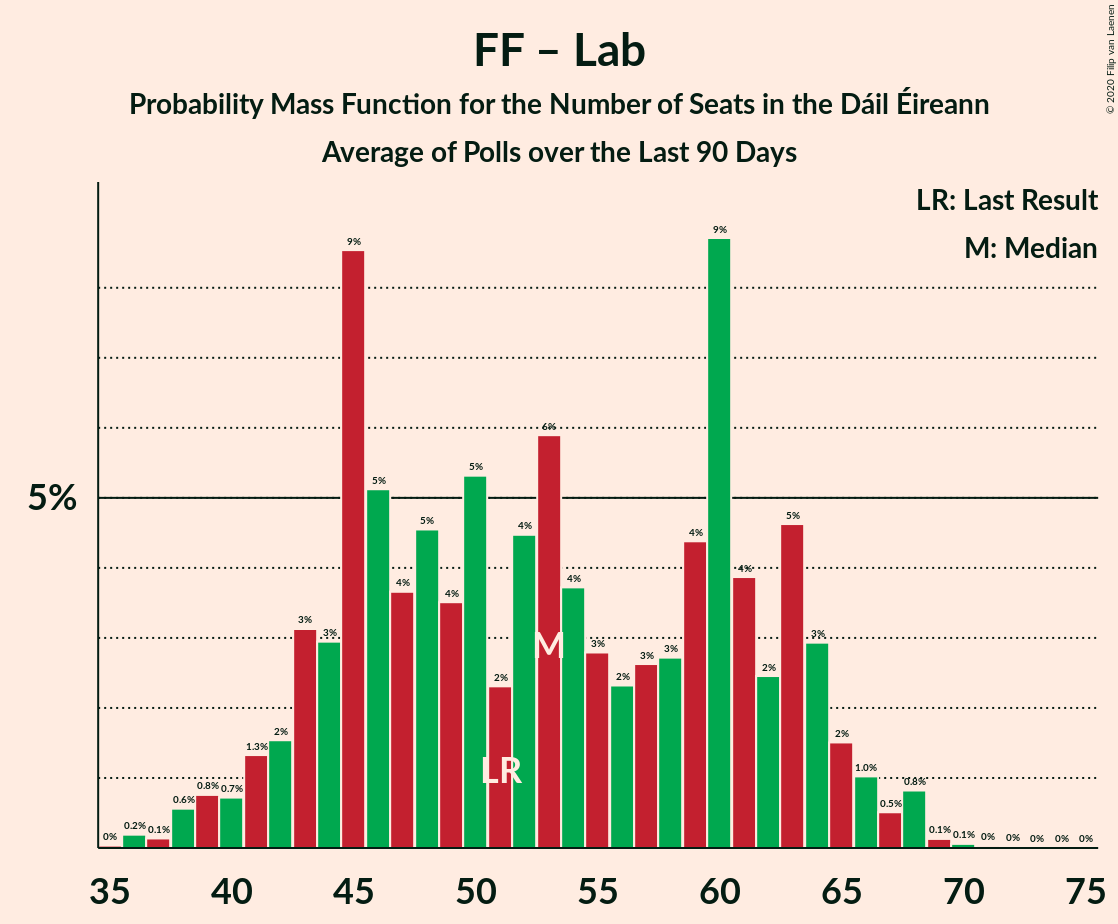 FF – Lab
Probability Mass Function for the Number of Seats in the Dáil Éireann
Average of Polls over the Last 90 Days
© 2020 Filip van Laenen
LR: Last Result
M: Median
5%
0% 0.2% 0.1% 0.6% 0.8% 0.7% 1.3% 2% 3% 3% 9% 5% 4% 5% 4% 5% 2% 4% 6% 4% 3% 2% 3% 3% 4% 9% 4% 2% 5% 3% 2% 1.0% 0.5% 0.8% 0.1% 0.1% 0% 0% 0% 0% 0%
M
LR
35 40 45 50 55 60 65 70 75